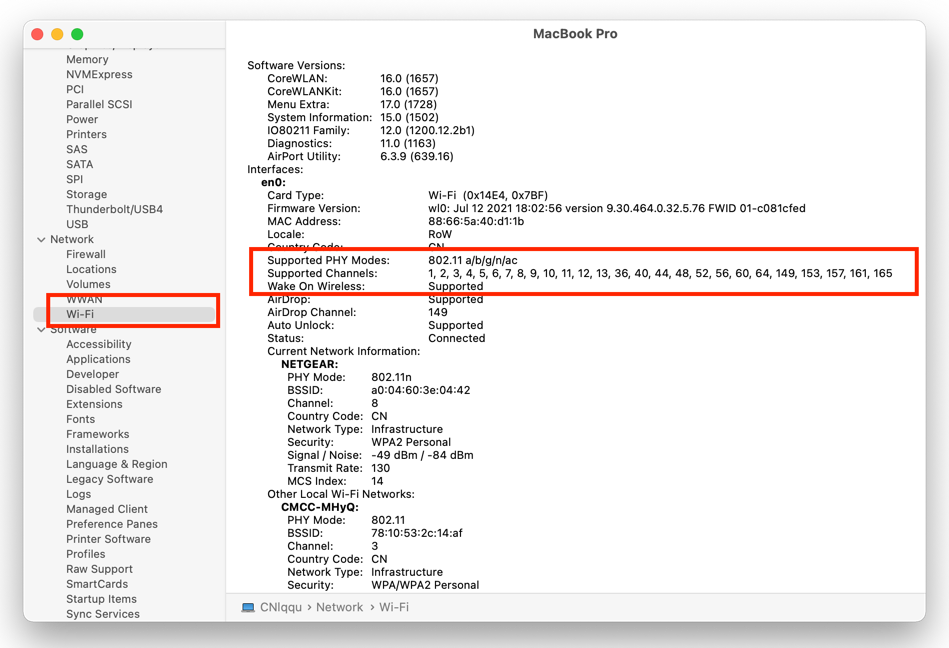 MacBook Pro
Memory
NVMExpress
PCI
Parallel SCSI
Power
Printers
SAS
SATA
SPI
Storage
Thunderbolt/USB4
USB
Network
Firewall
Locations
Volumes
WWAN
Wi-Fi
Software
Accessibility
Applications
Developer
Disabled Software
Extensions
Fonts
Frameworks
Installations
Language & Region
Legacy Software
Logs
Managed Client
Preference Panes
Printer Software
Profiles
Raw Support
SmartCards
Startup Items
Sync Services
Software Versions:
CoreWLAN: 16.0 (1657)
CoreWLANKit: 16.0 (1657)
Menu Extra: 17.0 (1728)
System Information: 15.0 (1502)
IO80211 Family: 12.0 (1200.12.2b1)
Diagnostics: 11.0 (1163)
AirPort Utility: 6.3.9 (639.16)
Interfaces:
en0:
Card Type: Wi-Fi (0x14E4, 0x7BF)
Firmware Version: wl0: Jul 12 2021 18:02:56 version 9.30.464.0.32.5.76 FWID 01-c081cfed
MAC Address: 88:66:5a:40:d1:1b
Locale: RoW
Country Code: CN
Supported PHY Modes: 802.11 a/b/g/n/ac
Supported Channels: 1, 2, 3, 4, 5, 6, 7, 8, 9, 10, 11, 12, 13, 36, 40, 44, 48, 52, 56, 60, 64, 149, 153, 157, 161, 165
Wake On Wireless: Supported
AirDrop: Supported
AirDrop Channel: 149
Auto Unlock: Supported
Status: Connected
Current Network Information:
NETGEAR:
PHY Mode: 802.11n
BSSID: a0:04:60:3e:04:42
Channel: 8
Country Code: CN
Network Type: Infrastructure
Security: WPA2 Personal
Signal / Noise: -49 dBm / -84 dBm
Transmit Rate: 130
MCS Index: 14
Other Local Wi-Fi Networks:
CMCC-MHyQ:
PHY Mode: 802.11
BSSID: 78:10:53:2c:14:af
Channel: 3
Country Code: CN
Network Type: Infrastructure
Security: WPA/WPA2 Personal
CNlqqu › Network › Wi-Fi